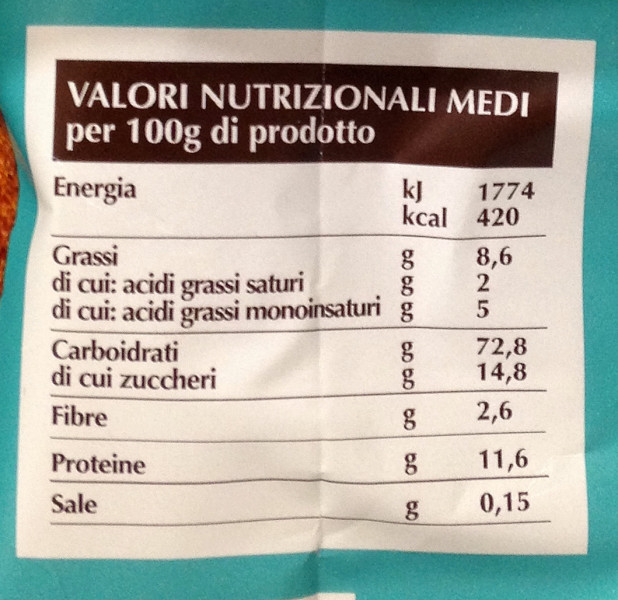 VALORI NUTRIZIONALI MEDI
per 100g di prodotto
Energia kJ 1774
kcal 420
Grassi g 8,6
di cui: acidi grassi saturi g 2
di cui: acidi grassi monoinsaturi g 5
Carboidrati g 72,8
di cui zuccheri g 14,8
Fibre g 2,6
Proteine g 11,6
Sale g 0,15